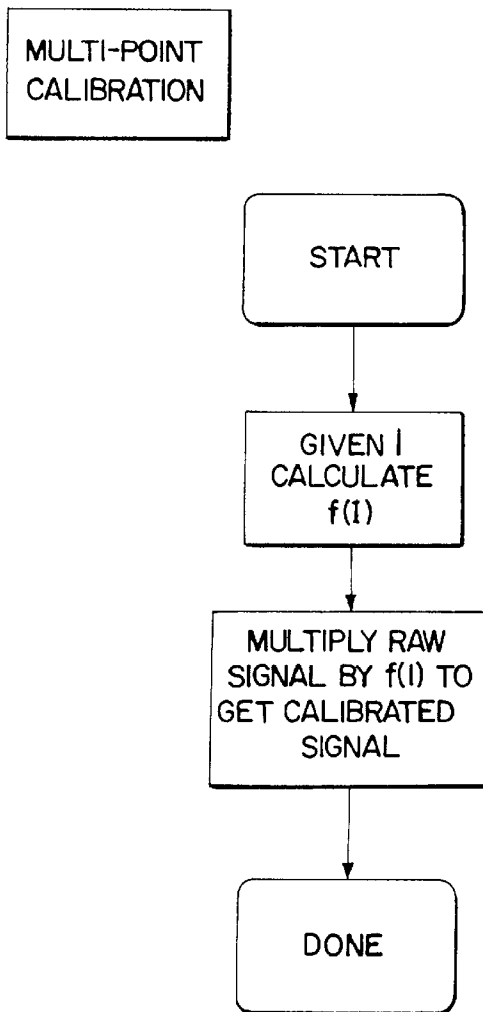 MULTI-POINT
CALIBRATION
START
GIVEN I
CALCULATE
f(I)
MULTIPLY RAW
SIGNAL BY f(I) TO
GET CALIBRATED
SIGNAL
DONE